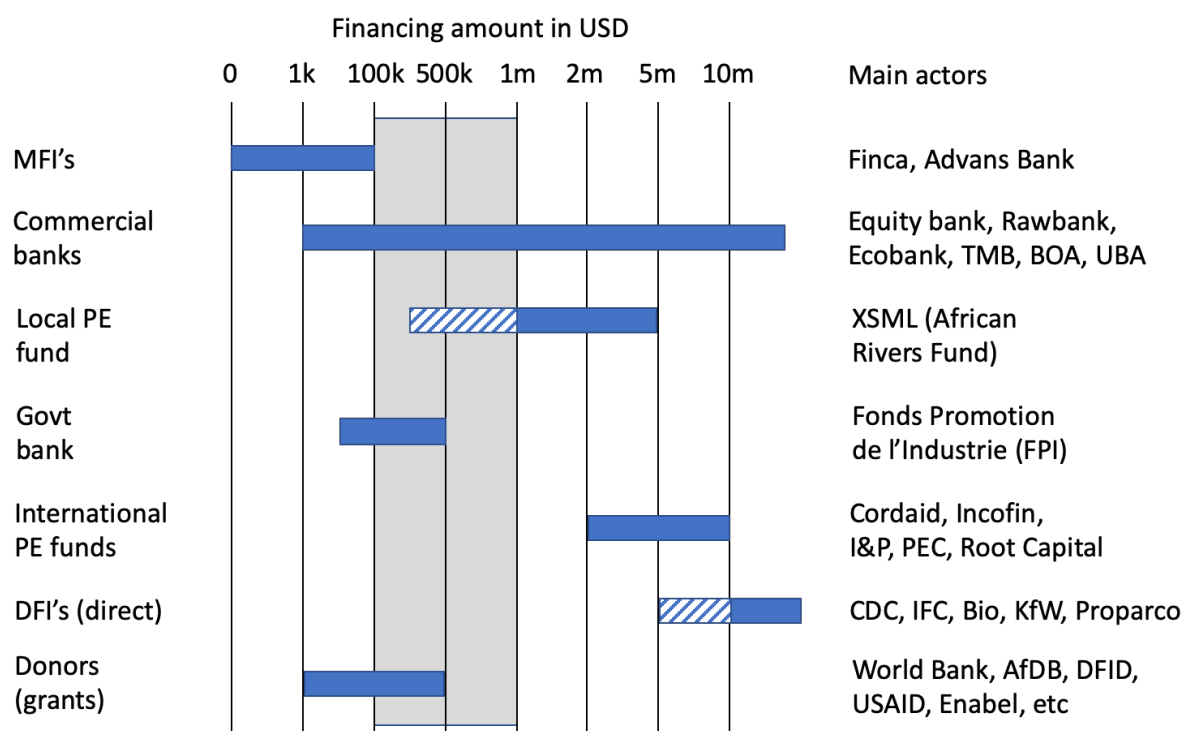 Financing amount in USD
0 1k 100k 500k 1m 2m 5m 10m Main actors
MFI’s Finca, Advans Bank
Commercial Equity bank, Rawbank,
banks Ecobank, TMB, BOA, UBA
Local PE XSML (African
fund Rivers Fund)
Govt Fonds Promotion
bank de l’Industrie (FPI)
International Cordaid, Incofin,
PE funds I&P, PEC, Root Capital
DFI’s (direct) CDC, IFC, Bio, KfW, Proparco
Donors World Bank, AfDB, DFID,
(grants) USAID, Enabel, etc